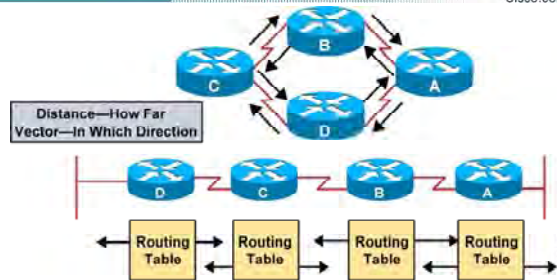 B
C
A
D
Distance—How Far
Vector—In Which Direction
D
C
B
A
Routing Table
Routing Table
Routing Table
Routing Table